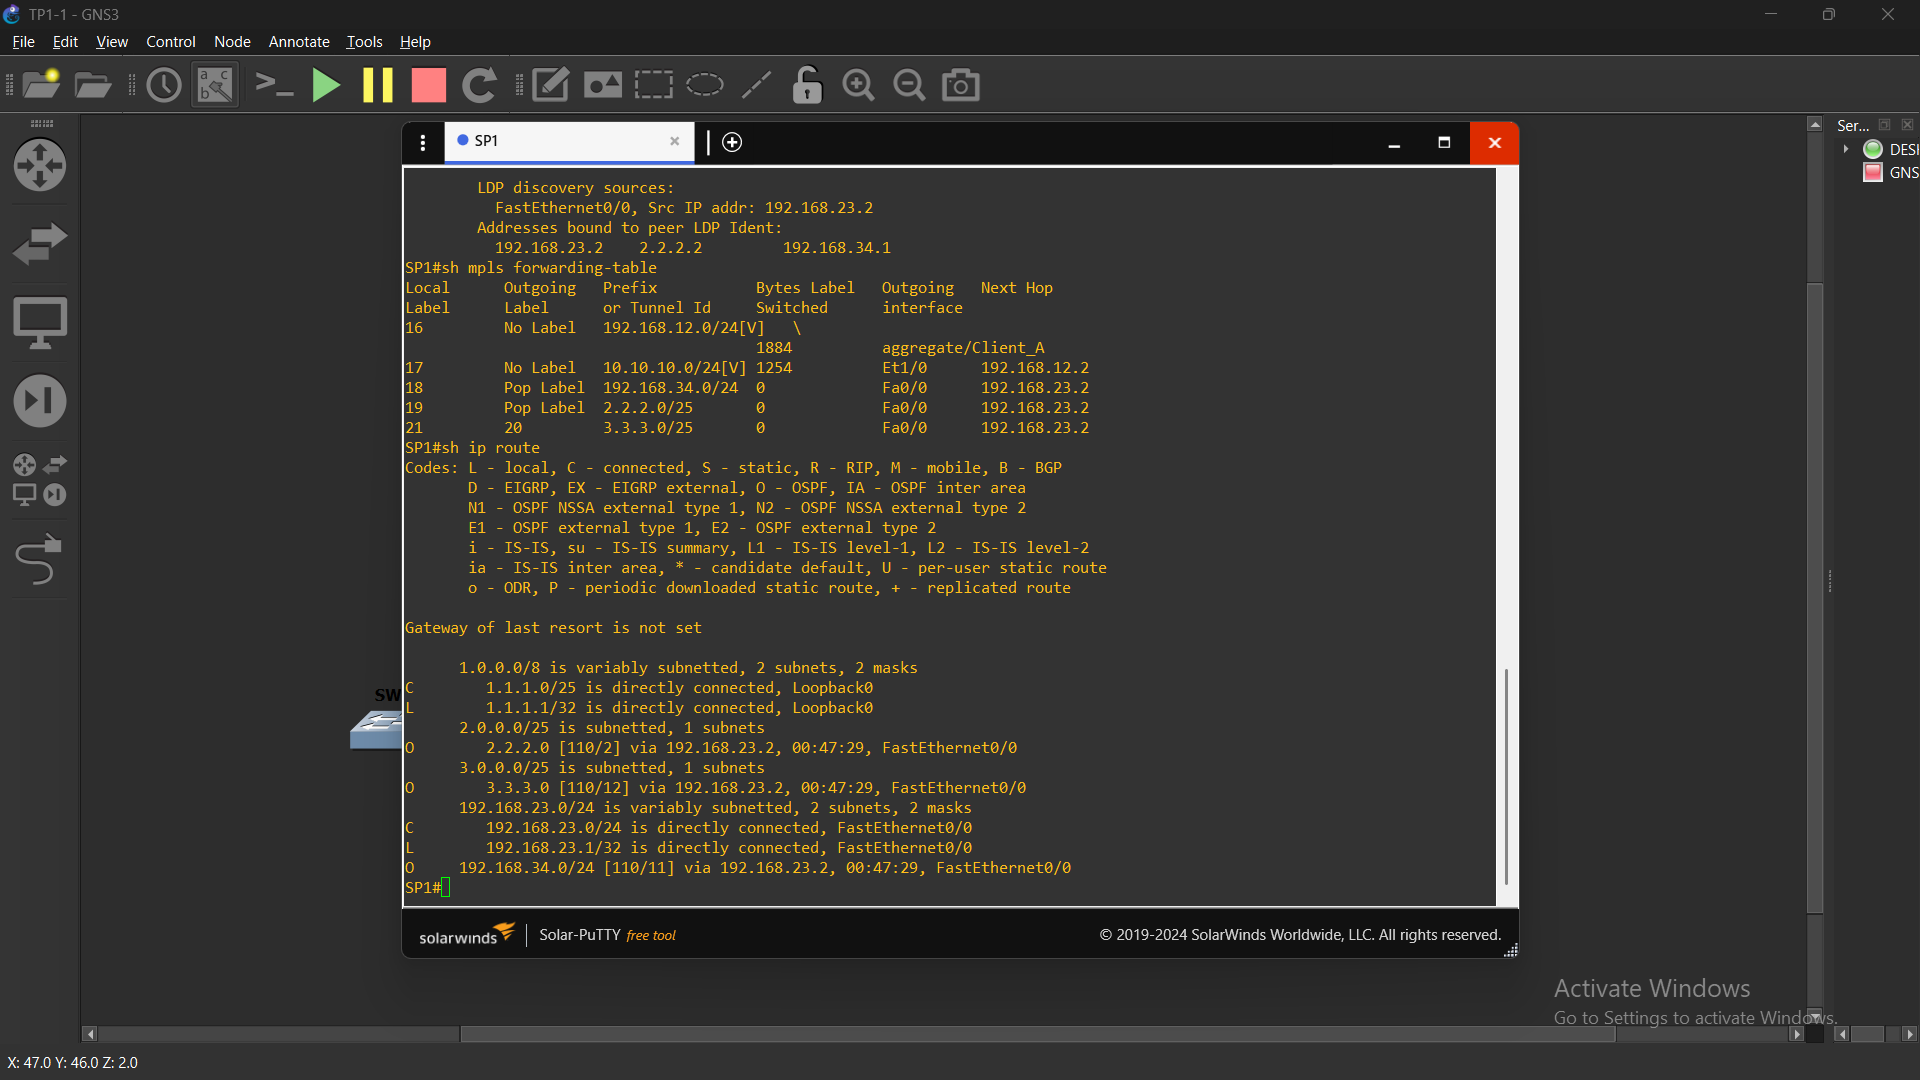 TP1-1 - GNS3
File Edit View Control Node Annotate Tools Help
SP1
Ser...
DESH
GNS
SW
LDP discovery sources:
FastEthernet0/0, Src IP addr: 192.168.23.2
Addresses bound to peer LDP Ident:
192.168.23.2 2.2.2.2 192.168.34.1
SP1#sh mpls forwarding-table
Local Outgoing Prefix Bytes Label Outgoing Next Hop
Label Label or Tunnel Id Switched interface
16 No Label 192.168.12.0/24[V] \
1884 aggregate/Client_A
17 No Label 10.10.10.0/24[V] 1254 Et1/0 192.168.12.2
18 Pop Label 192.168.34.0/24 0 Fa0/0 192.168.23.2
19 Pop Label 2.2.2.0/25 0 Fa0/0 192.168.23.2
21 20 3.3.3.0/25 0 Fa0/0 192.168.23.2
SP1#sh ip route
Codes: L - local, C - connected, S - static, R - RIP, M - mobile, B - BGP
D - EIGRP, EX - EIGRP external, O - OSPF, IA - OSPF inter area
N1 - OSPF NSSA external type 1, N2 - OSPF NSSA external type 2
E1 - OSPF external type 1, E2 - OSPF external type 2
i - IS-IS, su - IS-IS summary, L1 - IS-IS level-1, L2 - IS-IS level-2
ia - IS-IS inter area, * - candidate default, U - per-user static route
o - ODR, P - periodic downloaded static route, + - replicated route
Gateway of last resort is not set
1.0.0.0/8 is variably subnetted, 2 subnets, 2 masks
C 1.1.1.0/25 is directly connected, Loopback0
L 1.1.1.1/32 is directly connected, Loopback0
2.0.0.0/25 is subnetted, 1 subnets
O 2.2.2.0 [110/2] via 192.168.23.2, 00:47:29, FastEthernet0/0
3.0.0.0/25 is subnetted, 1 subnets
O 3.3.3.0 [110/12] via 192.168.23.2, 00:47:29, FastEthernet0/0
192.168.23.0/24 is variably subnetted, 2 subnets, 2 masks
C 192.168.23.0/24 is directly connected, FastEthernet0/0
L 192.168.23.1/32 is directly connected, FastEthernet0/0
O 192.168.34.0/24 [110/11] via 192.168.23.2, 00:47:29, FastEthernet0/0
SP1#
solarwinds Solar-PuTTY free tool © 2019-2024 SolarWinds Worldwide, LLC. All rights reserved.
Activate Windows
Go to Settings to activate Windows.
X: 47.0 Y: 46.0 Z: 2.0